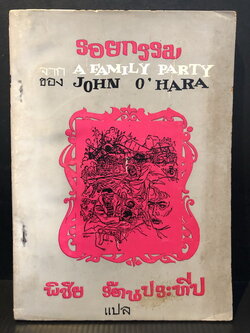 รอยกรรม
จาก A FAMILY PARTY
ของ JOHN O'HARA
พิชัย รัตนประทีป
แปล